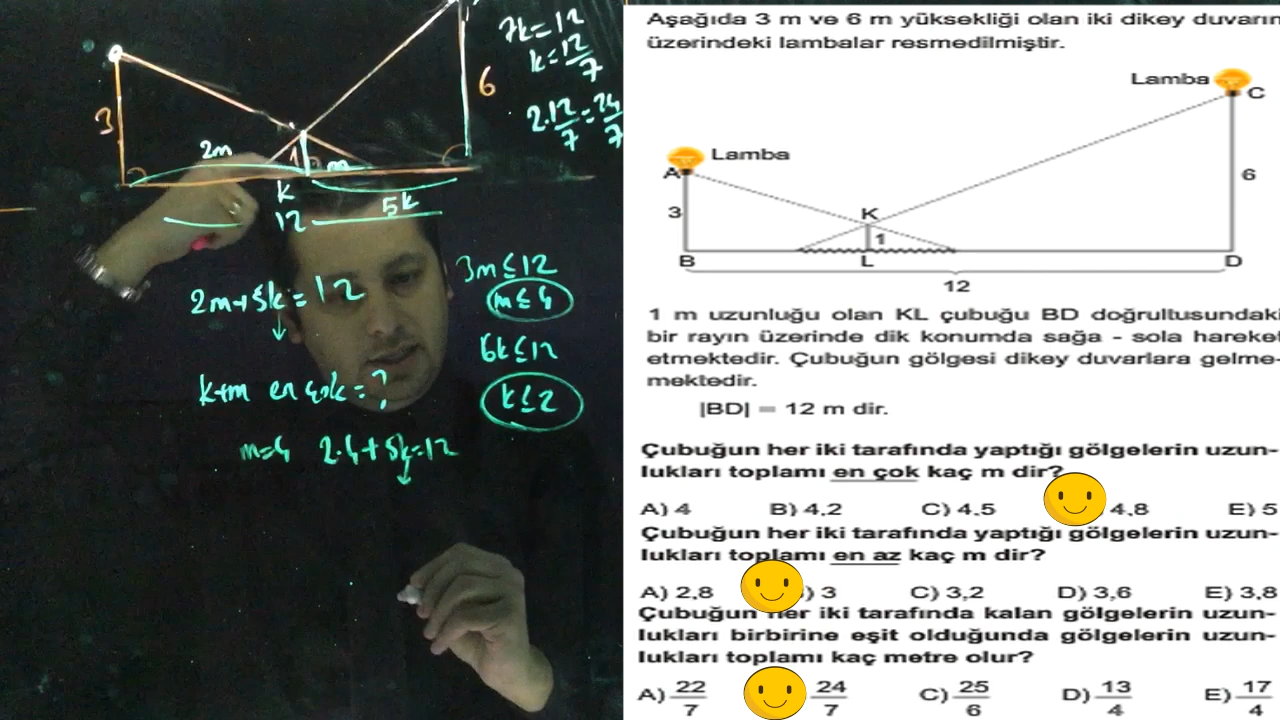 7k=12
k=12/7
2.12/7=24/7
3
6
2m
1
m
k
5k
12
2m+5k=12
3m≤12
m≤4
6k≤12
k≤2
k+m en çok=?
m=4 2.4+5k=12
Aşağıda 3 m ve 6 m yüksekliği olan iki dikey duvarın
üzerindeki lambalar resmedilmiştir.
Lamba
C
Lamba
A
6
3
K
1
B
L
D
12
1 m uzunluğu olan KL çubuğu BD doğrultusundaki
bir rayın üzerinde dik konumda sağa - sola hareket
etmektedir. Çubuğun gölgesi dikey duvarlara gelme-
mektedir.
|BD| = 12 m dir.
Çubuğun her iki tarafında yaptığı gölgelerin uzun-
lukları toplamı en çok kaç m dir?
A) 4 B) 4,2 C) 4,5 4,8 E) 5
Çubuğun her iki tarafında yaptığı gölgelerin uzun-
lukları toplamı en az kaç m dir?
A) 2,8 ) 3 C) 3,2 D) 3,6 E) 3,8
Çubuğun her iki tarafında kalan gölgelerin uzun-
lukları birbirine eşit olduğunda gölgelerin uzun-
lukları toplamı kaç metre olur?
A) 22/7 24/7 C) 25/6 D) 13/4 E) 17/4